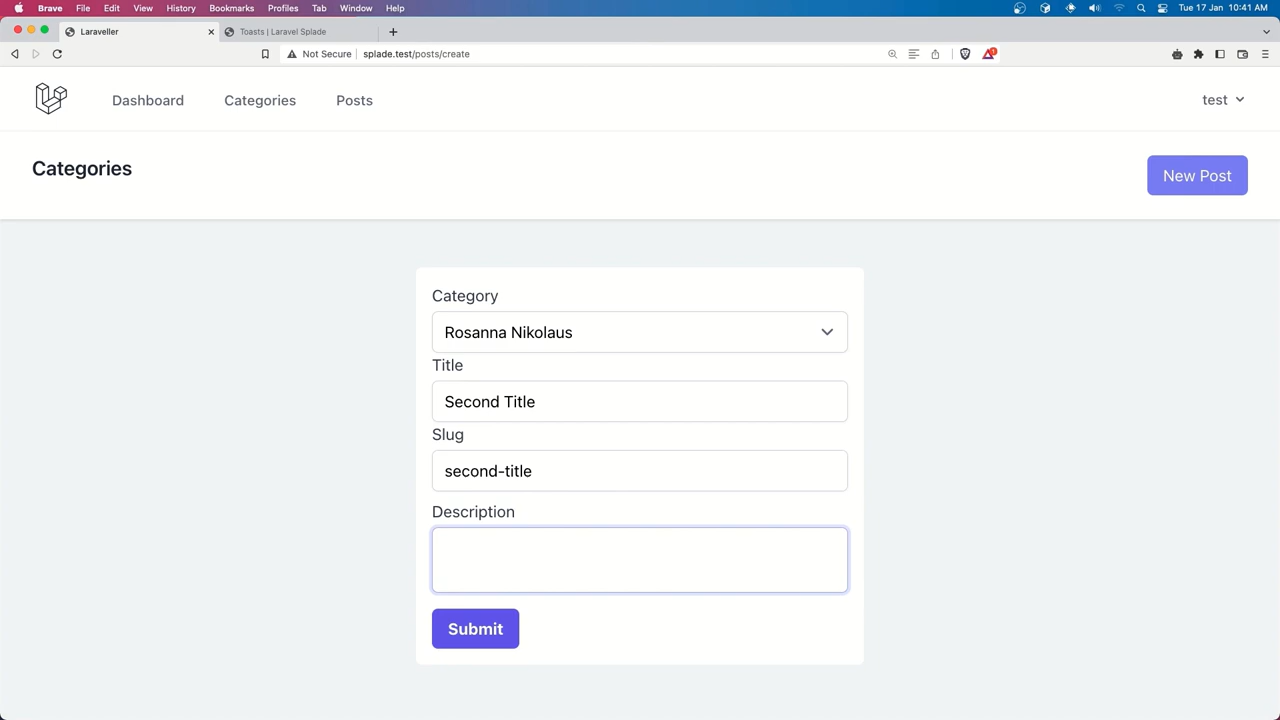 Brave File Edit View History Bookmarks Profiles Tab Window Help Tue 17 Jan 10:41 AM
Laraveller Toasts | Laravel Splade
Not Secure splade.test/posts/create
Dashboard Categories Posts test
Categories
New Post
Category
Rosanna Nikolaus
Title
Second Title
Slug
second-title
Description
Submit